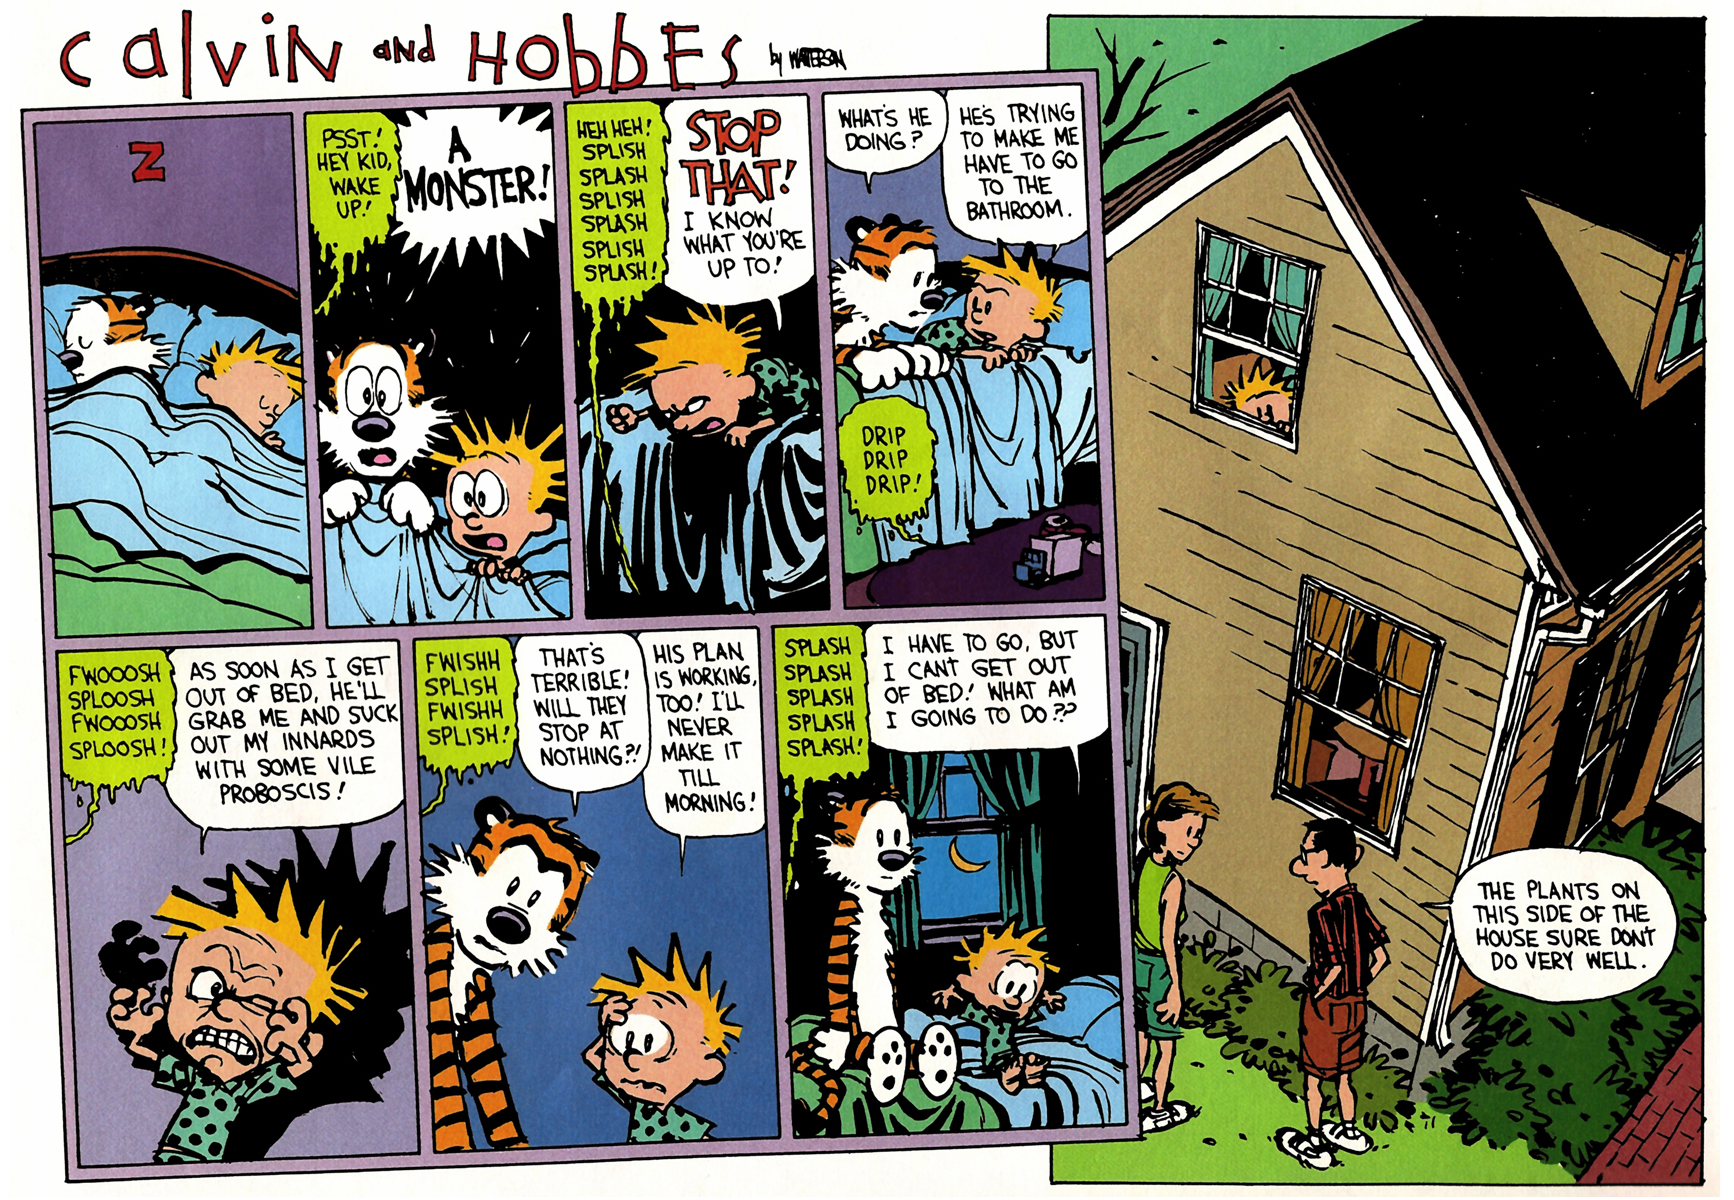 CALVIN AND HOBBES by WATTERSON
Z
PSST!
HEY KID,
WAKE
UP!
A
MONSTER!
HEH HEH!
SPLISH
SPLASH
SPLISH
SPLASH
SPLISH
SPLASH!
STOP
THAT!
I KNOW
WHAT YOU'RE
UP TO!
WHAT'S HE
DOING?
HE'S TRYING
TO MAKE ME
HAVE TO GO
TO THE
BATHROOM.
DRIP
DRIP
DRIP!
FWOOOSH
SPLOOSH
FWOOOSH
SPLOOSH!
AS SOON AS I GET
OUT OF BED, HE'LL
GRAB ME AND SUCK
OUT MY INNARDS
WITH SOME VILE
PROBOSCIS!
FWISHH
SPLISH
FWISHH
SPLISH!
THAT'S
TERRIBLE!
WILL THEY
STOP AT
NOTHING?!
HIS PLAN
IS WORKING,
TOO! I'LL
NEVER
MAKE IT
TILL
MORNING!
SPLASH
SPLASH
SPLASH
SPLASH
SPLASH!
I HAVE TO GO, BUT
I CAN'T GET OUT
OF BED! WHAT AM
I GOING TO DO??
THE PLANTS ON
THIS SIDE OF THE
HOUSE SURE DON'T
DO VERY WELL.